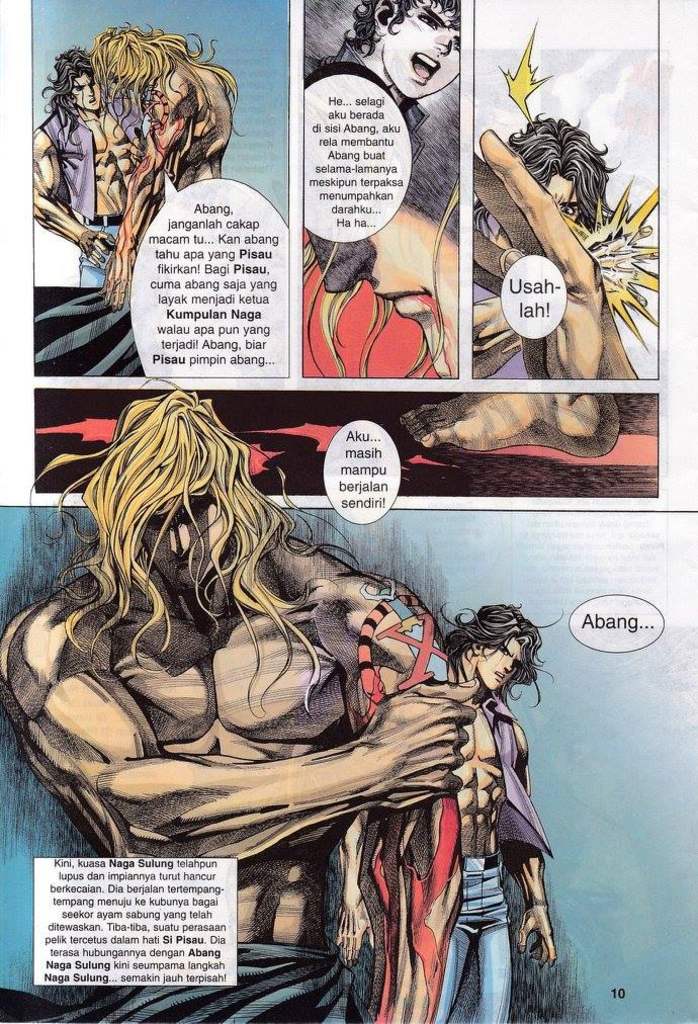 Abang,
janganlah cakap
macam tu... Kan abang
tahu apa yang Pisau
fikirkan! Bagi Pisau,
cuma abang saja yang
layak menjadi ketua
Kumpulan Naga
walau apa pun yang
terjadi! Abang, biar
Pisau pimpin abang...
He... selagi
aku berada
di sisi Abang, aku
rela membantu
Abang buat
selama-lamanya
meskipun terpaksa
menumpahkan
darahku...
Ha ha...
Usah-
lah!
Aku...
masih
mampu
berjalan
sendiri!
Abang...
Kini, kuasa Naga Sulung telahpun
lupus dan impiannya turut hancur
berkecaian. Dia berjalan tertempang-
tempang menuju ke kubunya bagai
seekor ayam sabung yang telah
ditewaskan. Tiba-tiba, suatu perasaan
pelik tercetus dalam hati Si Pisau. Dia
terasa hubungannya dengan Abang
Naga Sulung kini seumpama langkah
Naga Sulung... semakin jauh terpisah!
10